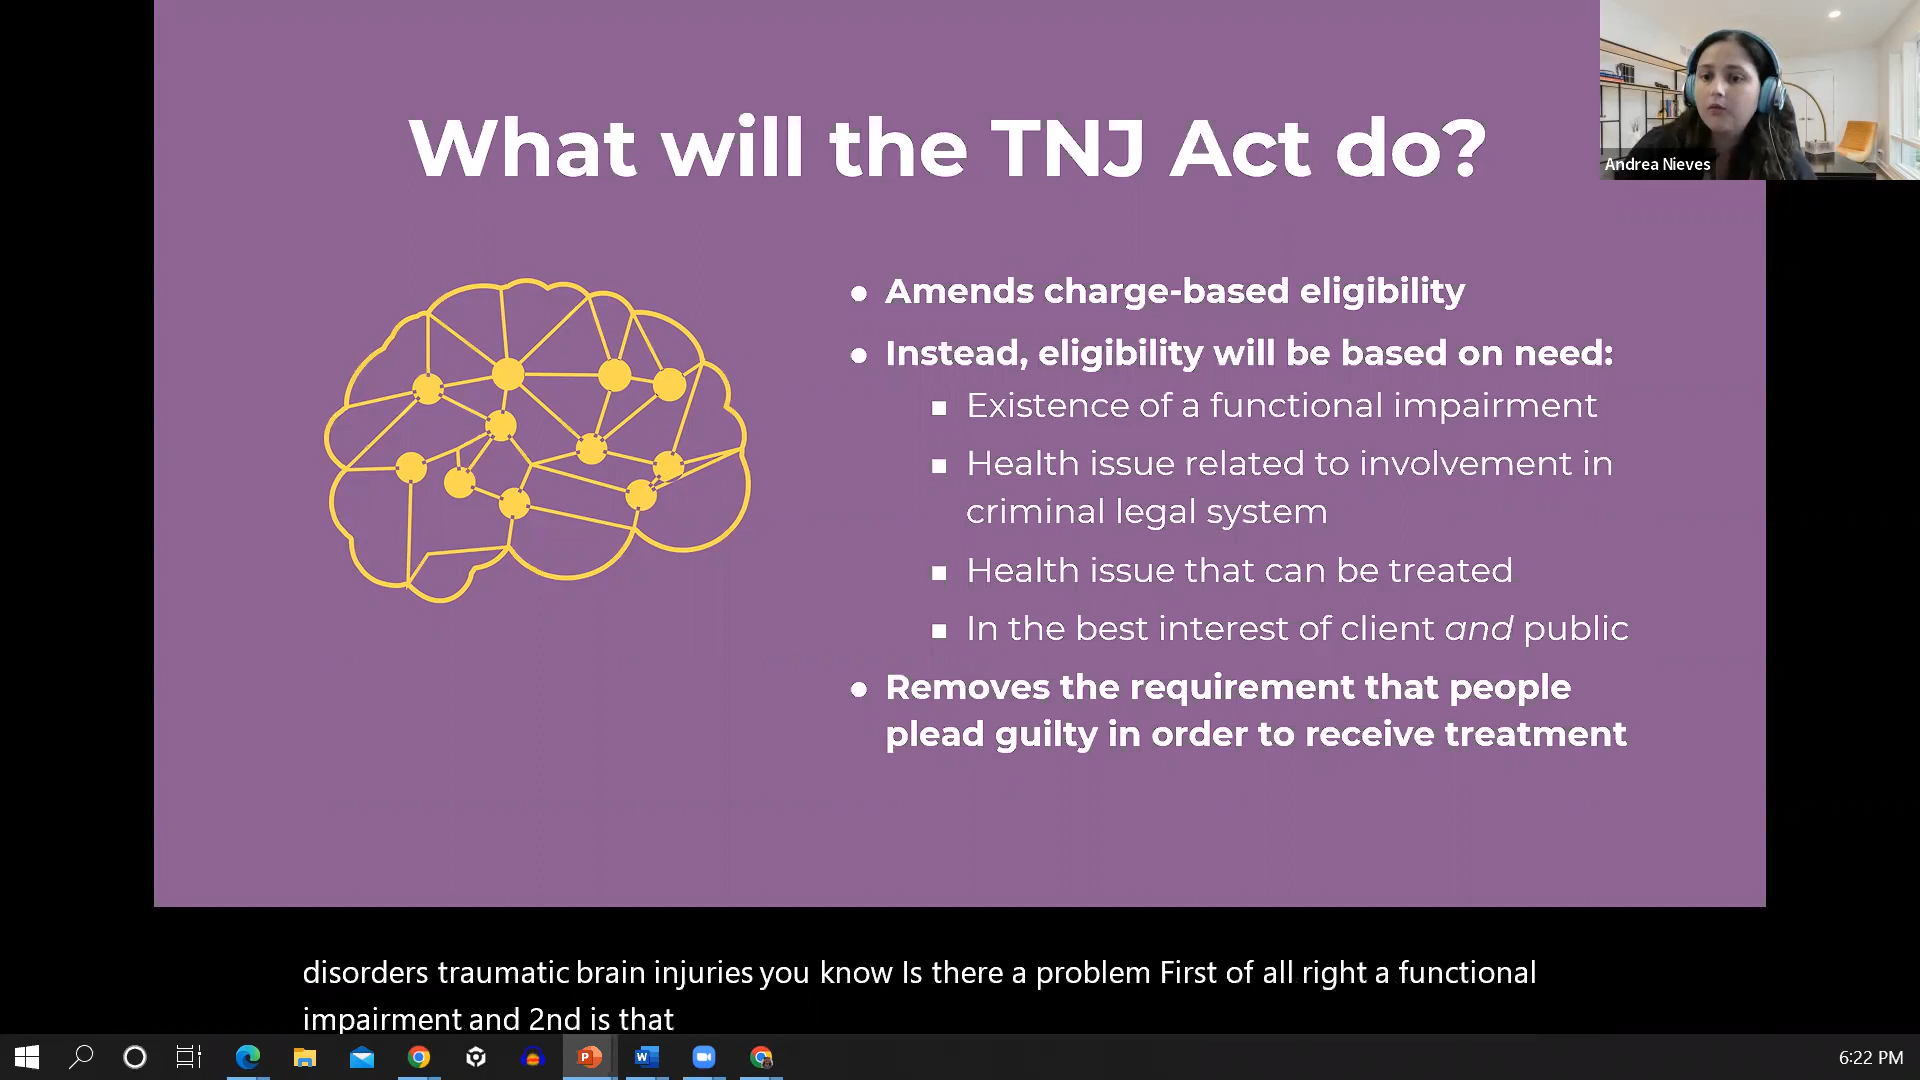 What will the TNJ Act do?
Andrea Nieves
● Amends charge-based eligibility
● Instead, eligibility will be based on need:
■ Existence of a functional impairment
■ Health issue related to involvement in
criminal legal system
■ Health issue that can be treated
■ In the best interest of client and public
● Removes the requirement that people
plead guilty in order to receive treatment
disorders traumatic brain injuries you know Is there a problem First of all right a functional
impairment and 2nd is that
6:22 PM